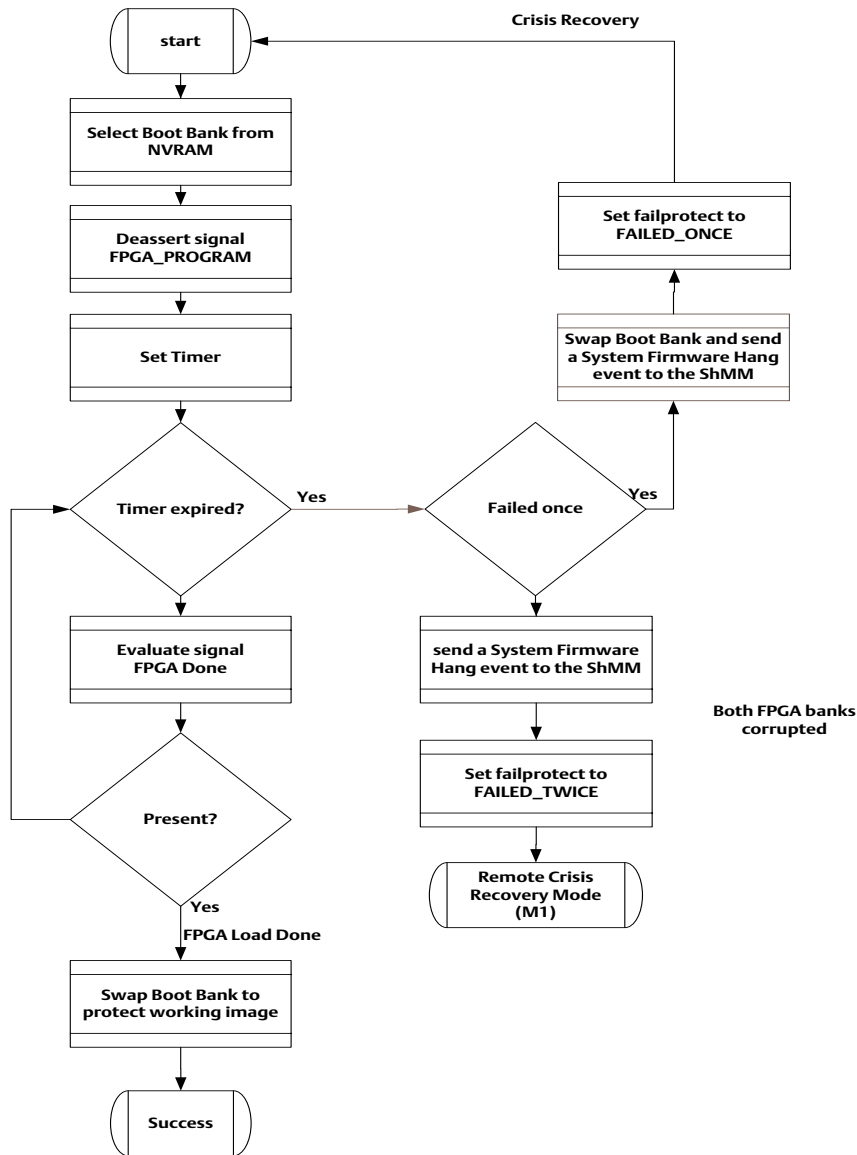 Crisis Recovery
start
Select Boot Bank from
NVRAM
Deassert signal
FPGA_PROGRAM
Set Timer
Timer expired?
Yes
Failed once
Yes
Swap Boot Bank and send
a System Firmware Hang
event to the ShMM
Set failprotect to
FAILED_ONCE
Evaluate signal
FPGA Done
Present?
Yes
FPGA Load Done
Swap Boot Bank to
protect working image
Success
send a System Firmware
Hang event to the ShMM
Set failprotect to
FAILED_TWICE
Remote Crisis
Recovery Mode
(M1)
Both FPGA banks
corrupted